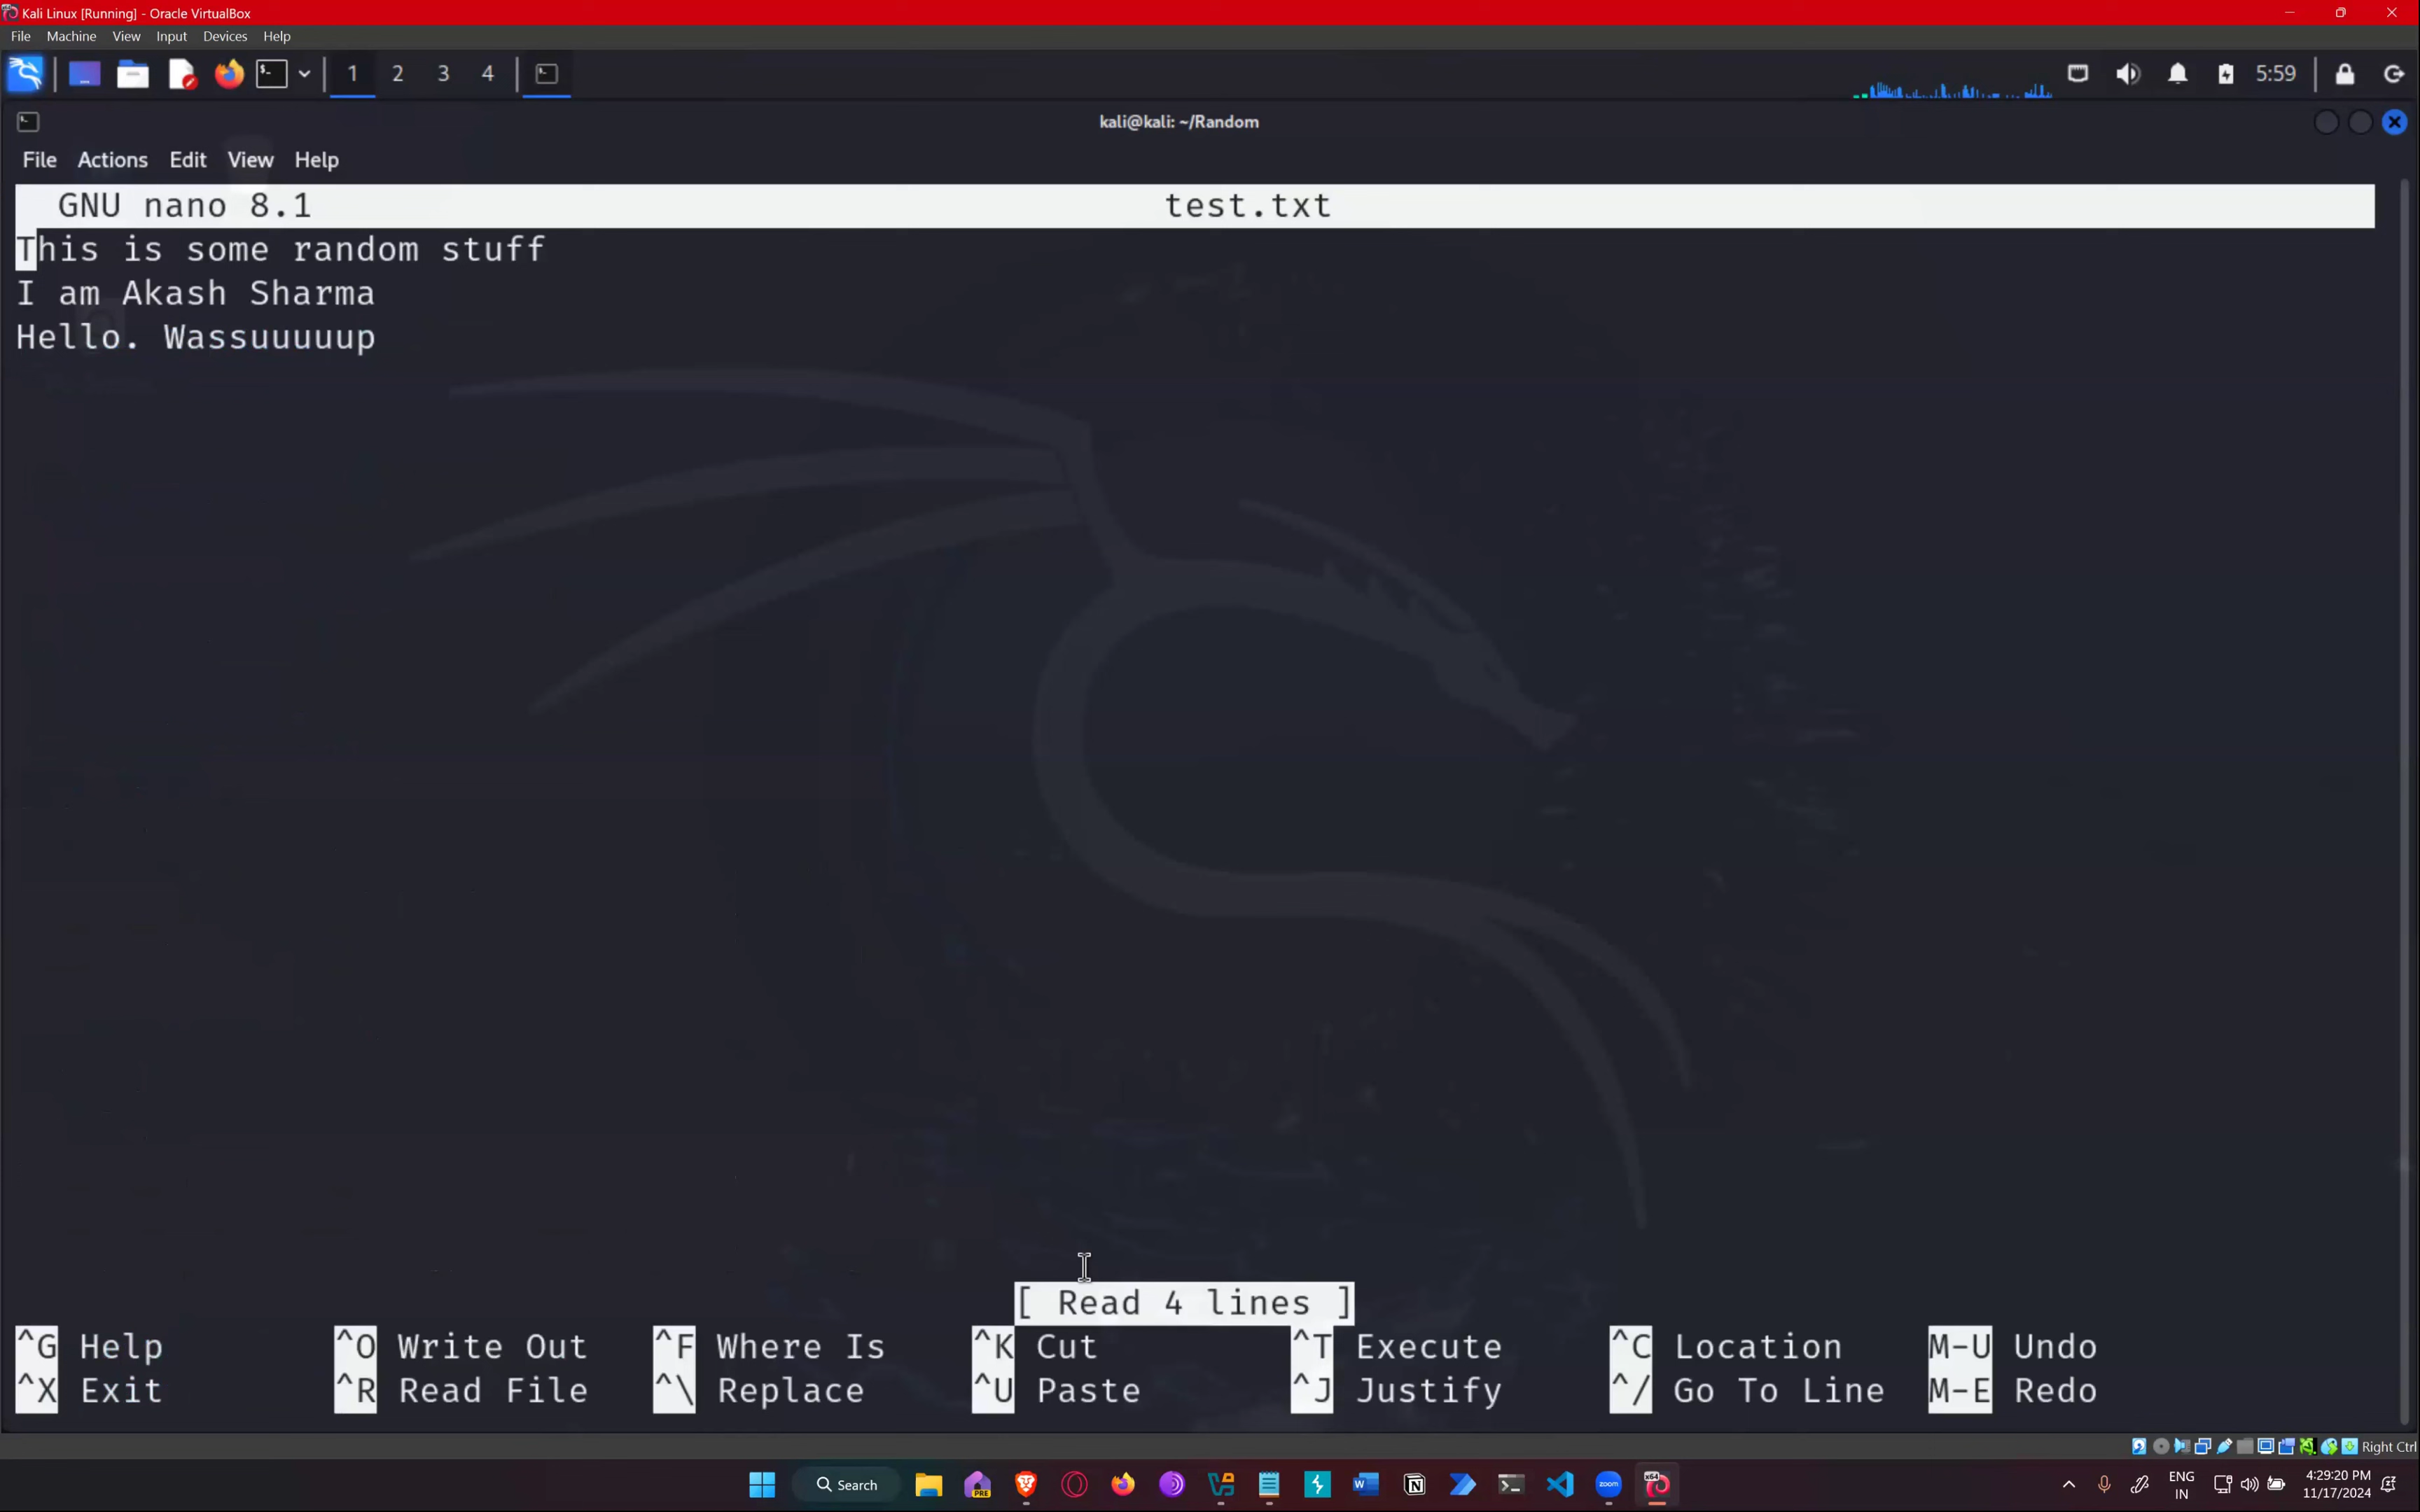 Kali Linux [Running] - Oracle VirtualBox
File Machine View Input Devices Help
1 2 3 4 5:59
kali@kali: ~/Random
File Actions Edit View Help
GNU nano 8.1 test.txt
This is some random stuff
I am Akash Sharma
Hello. Wassuuuuup
[ Read 4 lines ]
^G Help ^O Write Out ^F Where Is ^K Cut ^T Execute ^C Location M-U Undo
^X Exit ^R Read File ^\ Replace ^U Paste ^J Justify ^/ Go To Line M-E Redo
Right Ctrl
Search PRE zoom ENG IN 4:29:20 PM 11/17/2024